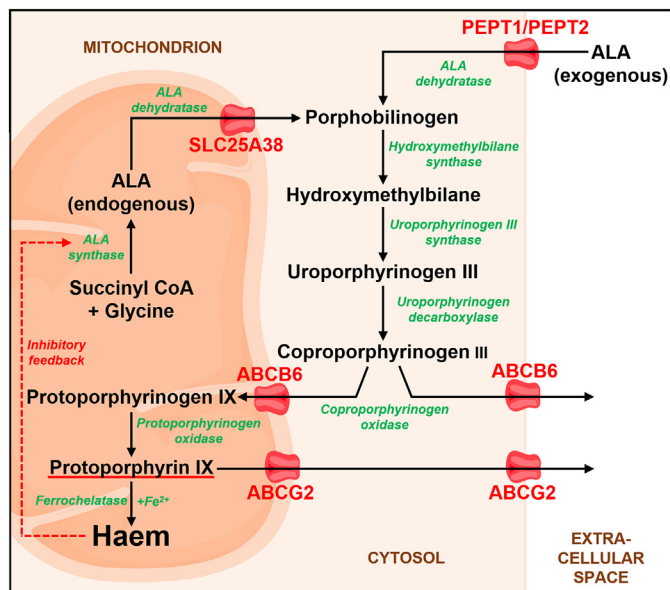 PEPT1/PEPT2
MITOCHONDRION
ALA
(exogenous)
ALA
dehydratase
ALA
dehydratase
Porphobilinogen
SLC25A38
Hydroxymethylbilane
synthase
ALA
(endogenous)
Hydroxymethylbilane
ALA
synthase
Uroporphyrinogen III
synthase
Uroporphyrinogen III
Succinyl CoA
+ Glycine
Uroporphyrinogen
decarboxylase
Inhibitory
feedback
Coproporphyrinogen III
ABCB6
ABCB6
Protoporphyrinogen IX
Coproporphyrinogen
oxidase
Protoporphyrinogen
oxidase
Protoporphyrin IX
ABCG2
ABCG2
Ferrochelatase +Fe²⁺
Haem
CYTOSOL
EXTRA-
CELLULAR
SPACE